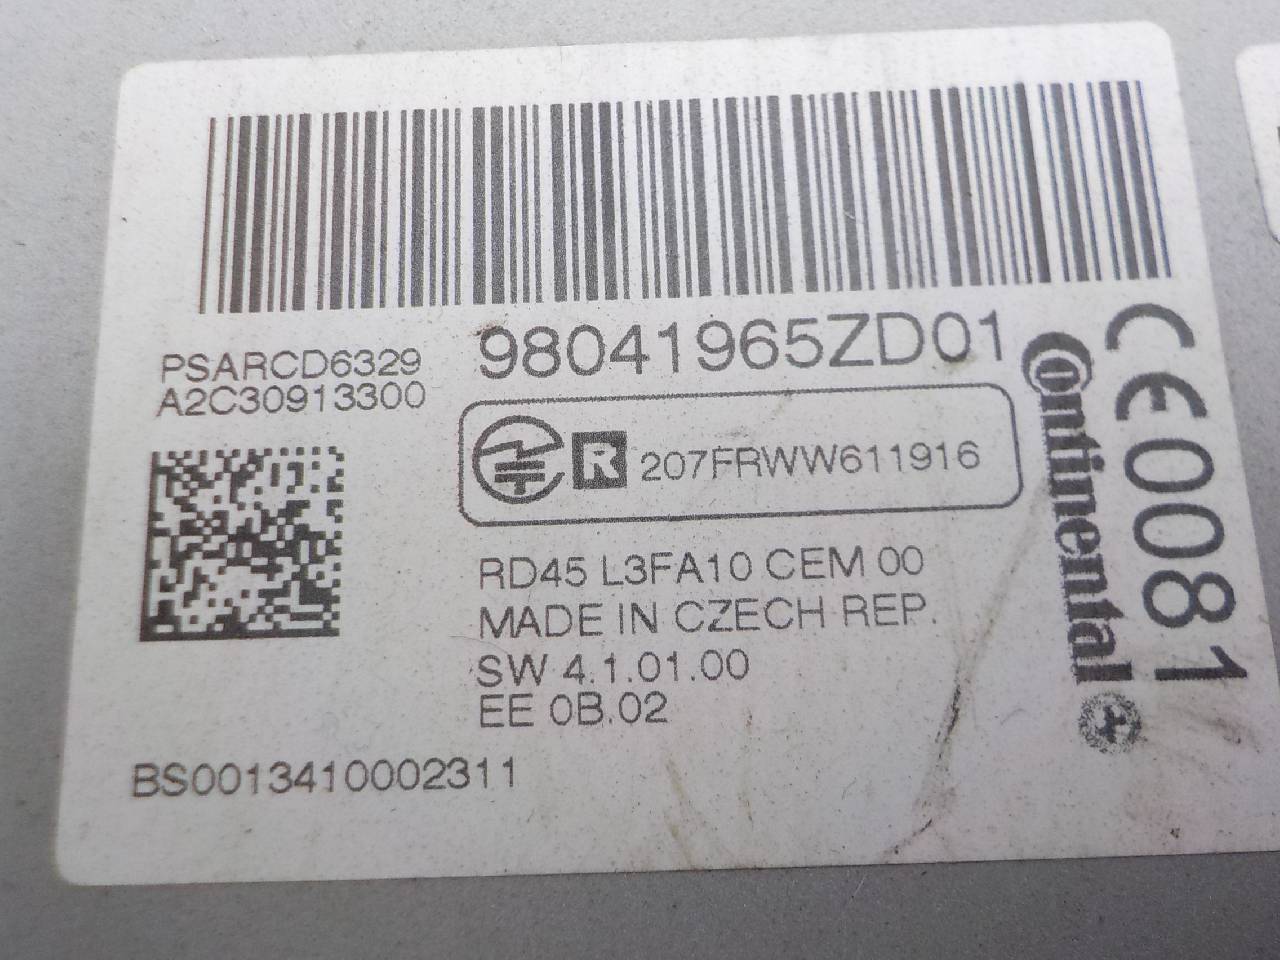 98041965ZD01
PSARCD6329
A2C30913300
R 207FRWW611916
RD45 L3FA10 CEM 00
MADE IN CZECH REP.
SW 4.1.01.00
EE 0B.02
BS0013410002311
Continental
CE0081